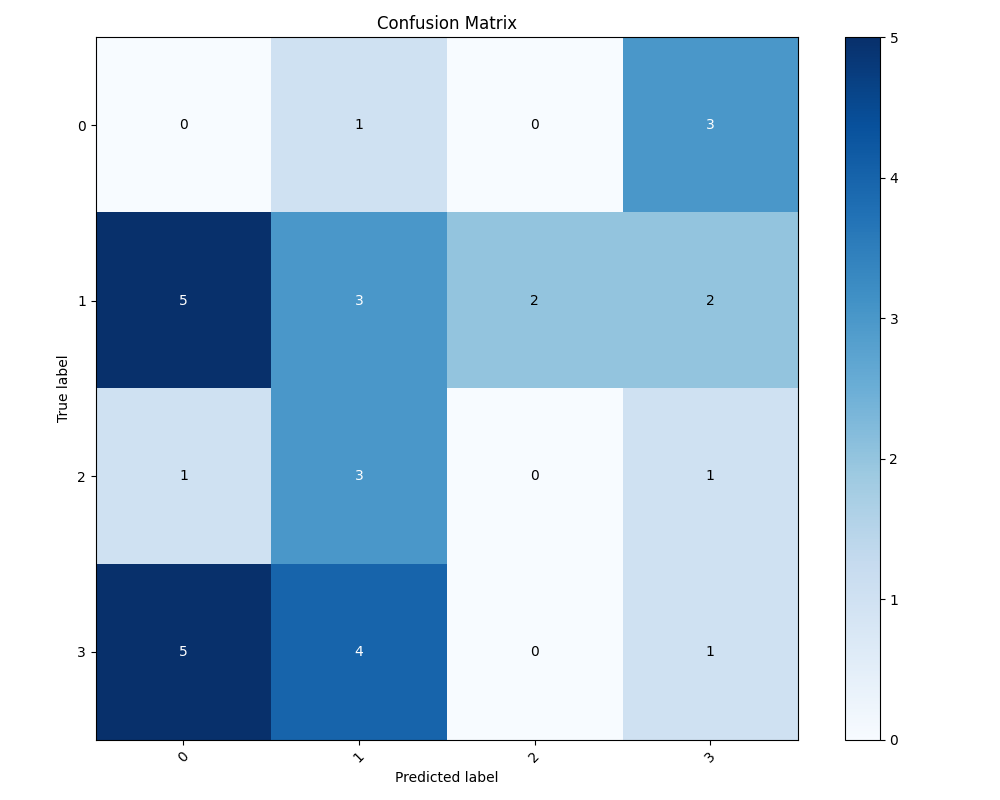 Confusion Matrix
0 0 1 0 3
1 5 3 2 2
2 1 3 0 1
3 5 4 0 1
0 1 2 3
True label
Predicted label
5
4
3
2
1
0